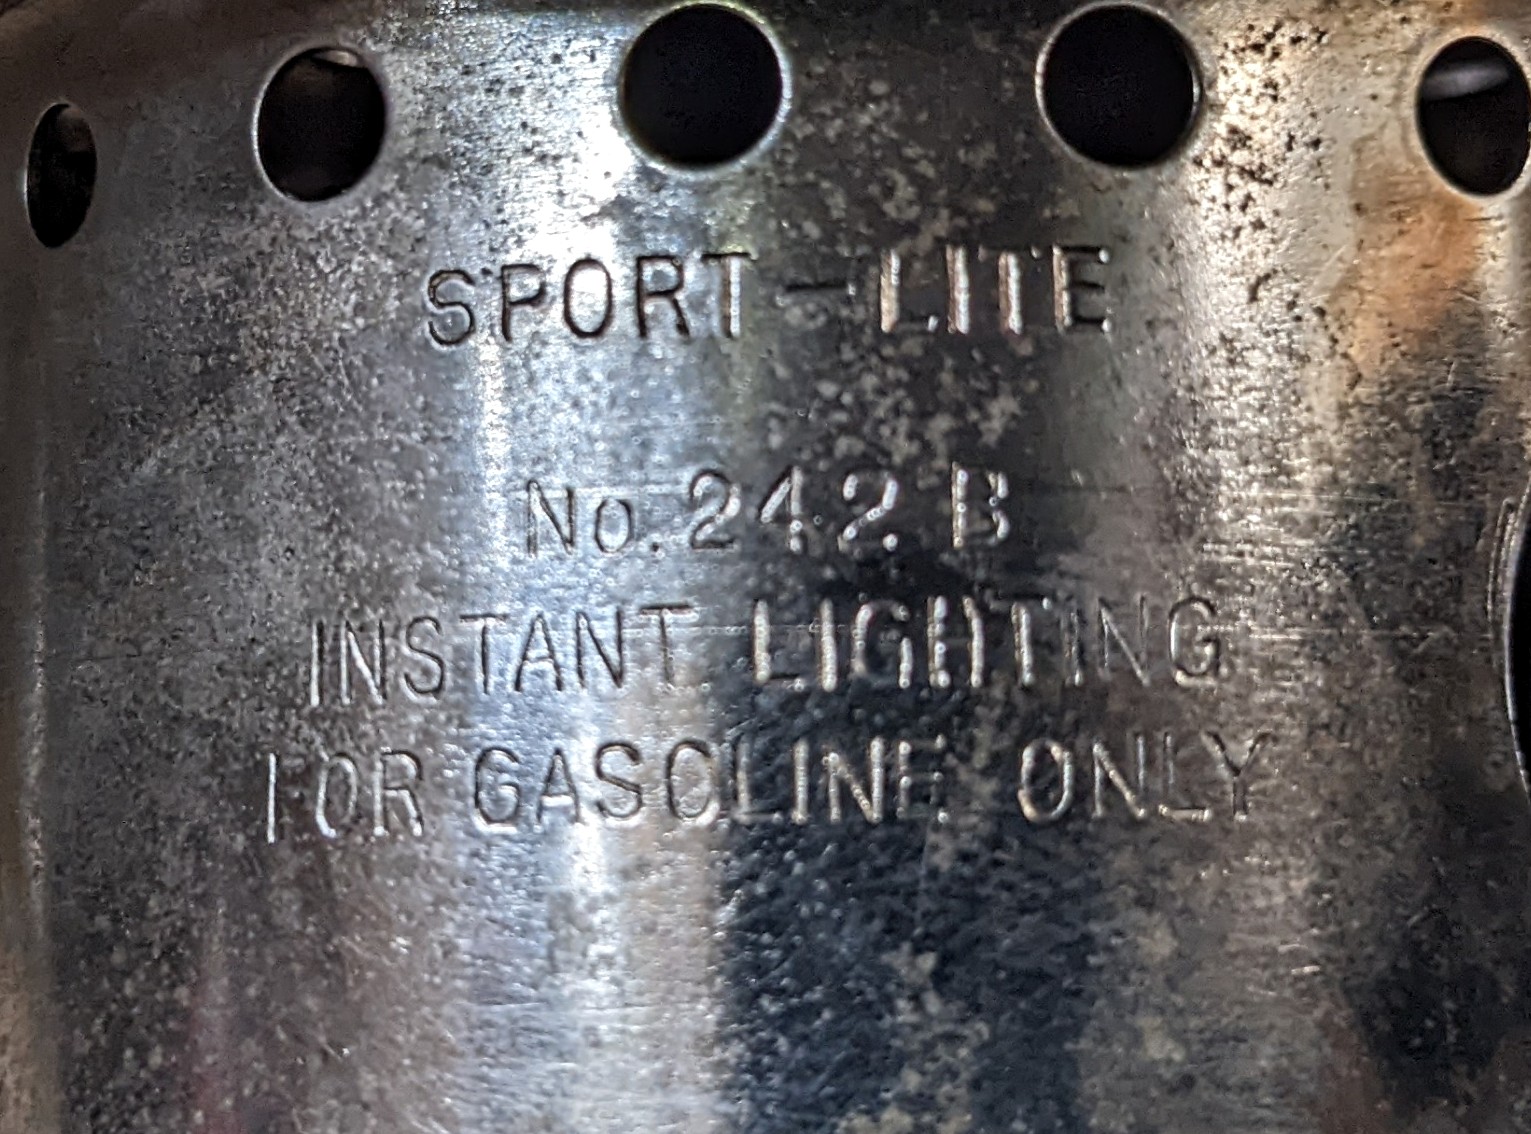 SPORT-LITE
No. 242 B
INSTANT LIGHTING
FOR GASOLINE ONLY